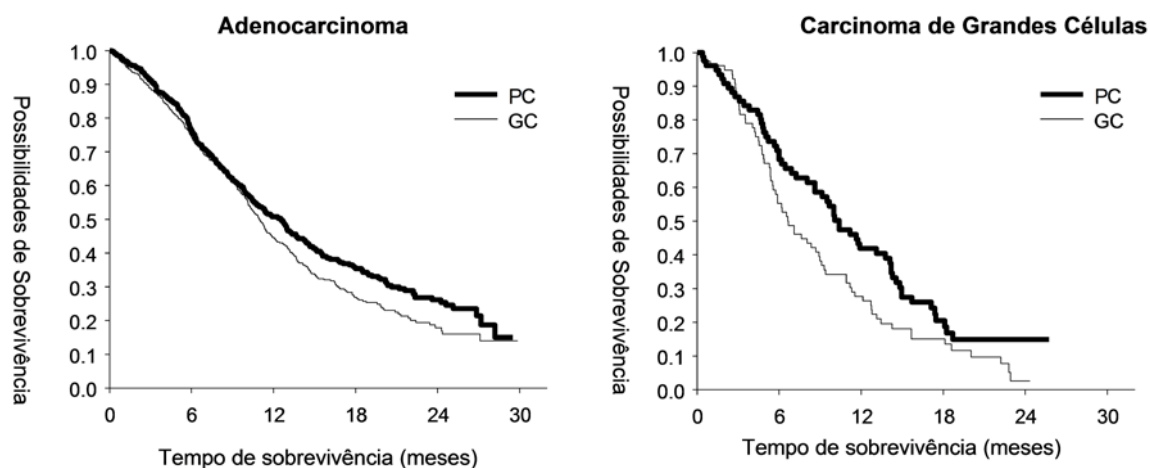 Adenocarcinoma
Possibilidades de Sobrevivência
1.0
0.9
0.8
0.7
0.6
0.5
0.4
0.3
0.2
0.1
0.0
PC
GC
0 6 12 18 24 30
Tempo de sobrevivência (meses)
Carcinoma de Grandes Células
Possibilidades de Sobrevivência
1.0
0.9
0.8
0.7
0.6
0.5
0.4
0.3
0.2
0.1
0.0
PC
GC
0 6 12 18 24 30
Tempo de sobrevivência (meses)